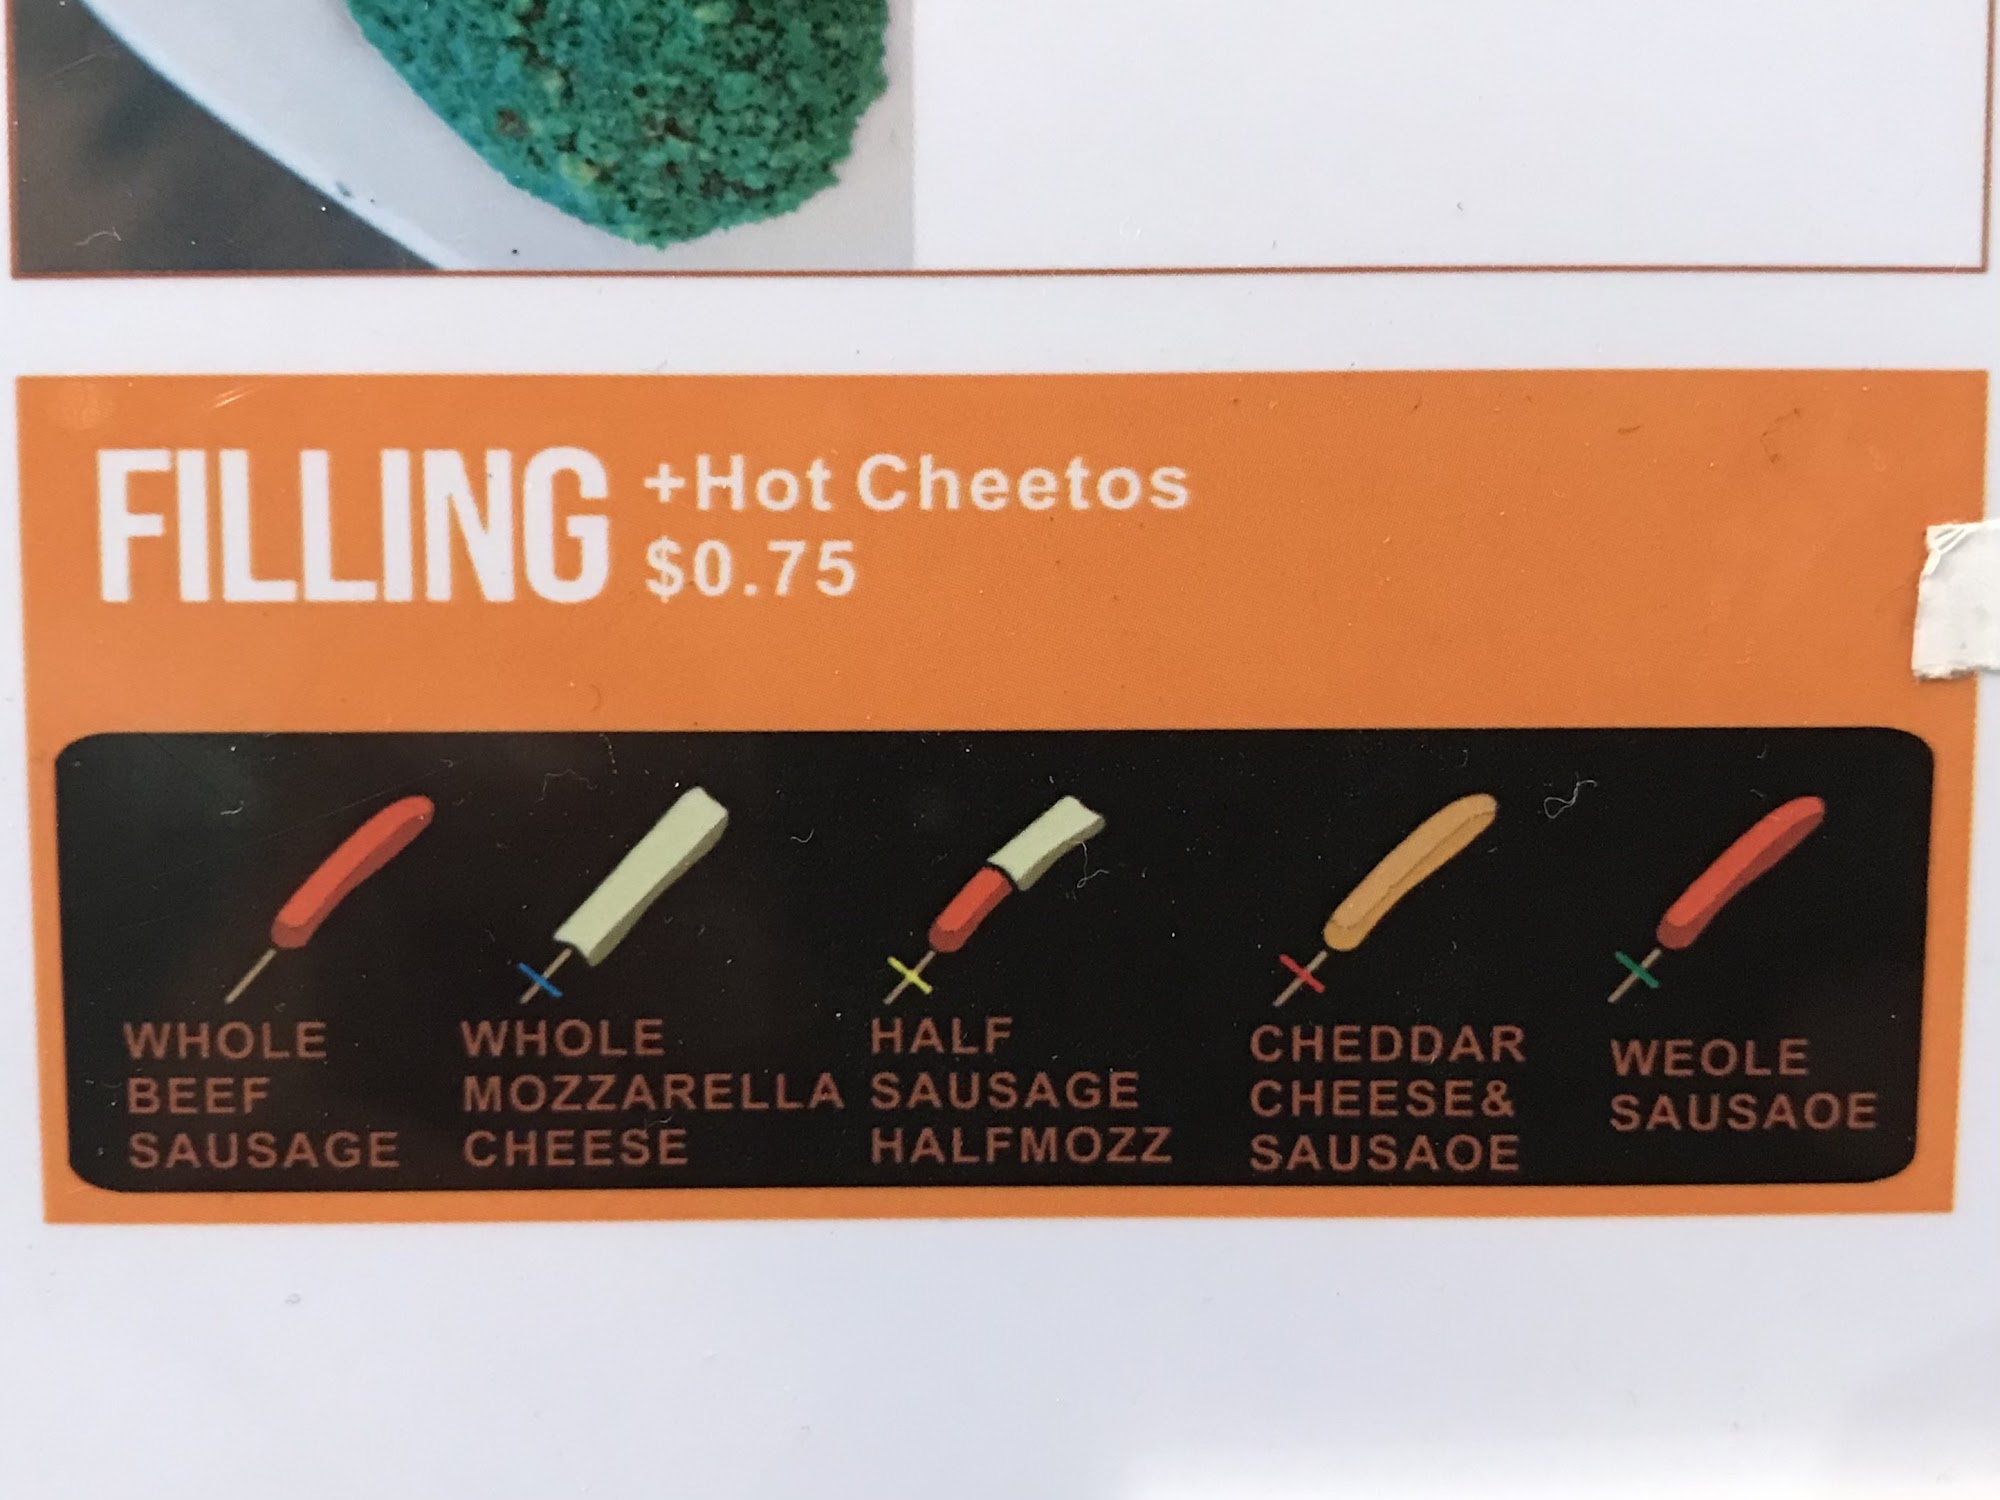 FILLING
+Hot Cheetos
$0.75
WHOLE
BEEF
SAUSAGE
WHOLE
MOZZARELLA
CHEESE
HALF
SAUSAGE
HALFMOZZ
CHEDDAR
CHEESE&
SAUSAOE
WEOLE
SAUSAOE